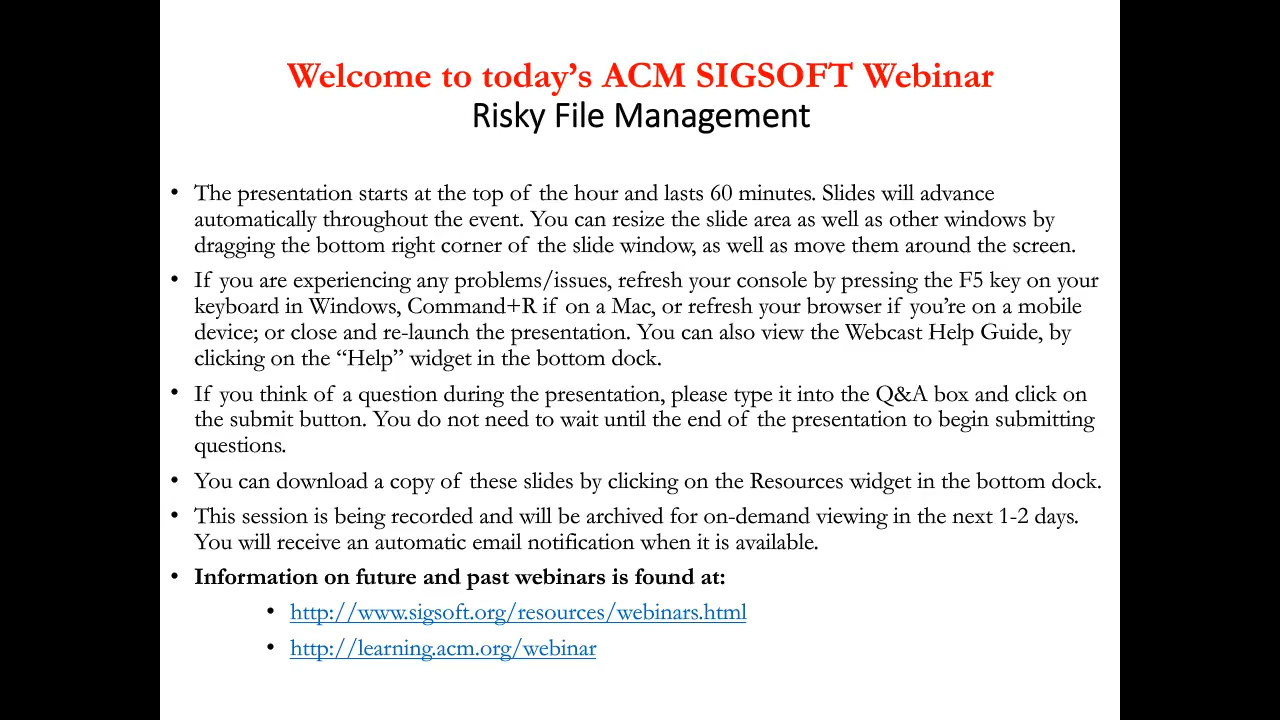 Welcome to today’s ACM SIGSOFT Webinar
Risky File Management
• The presentation starts at the top of the hour and lasts 60 minutes. Slides will advance
automatically throughout the event. You can resize the slide area as well as other windows by
dragging the bottom right corner of the slide window, as well as move them around the screen.
• If you are experiencing any problems/issues, refresh your console by pressing the F5 key on your
keyboard in Windows, Command+R if on a Mac, or refresh your browser if you’re on a mobile
device; or close and re-launch the presentation. You can also view the Webcast Help Guide, by
clicking on the “Help” widget in the bottom dock.
• If you think of a question during the presentation, please type it into the Q&A box and click on
the submit button. You do not need to wait until the end of the presentation to begin submitting
questions.
• You can download a copy of these slides by clicking on the Resources widget in the bottom dock.
• This session is being recorded and will be archived for on-demand viewing in the next 1-2 days.
You will receive an automatic email notification when it is available.
• Information on future and past webinars is found at:
• http://www.sigsoft.org/resources/webinars.html
• http://learning.acm.org/webinar